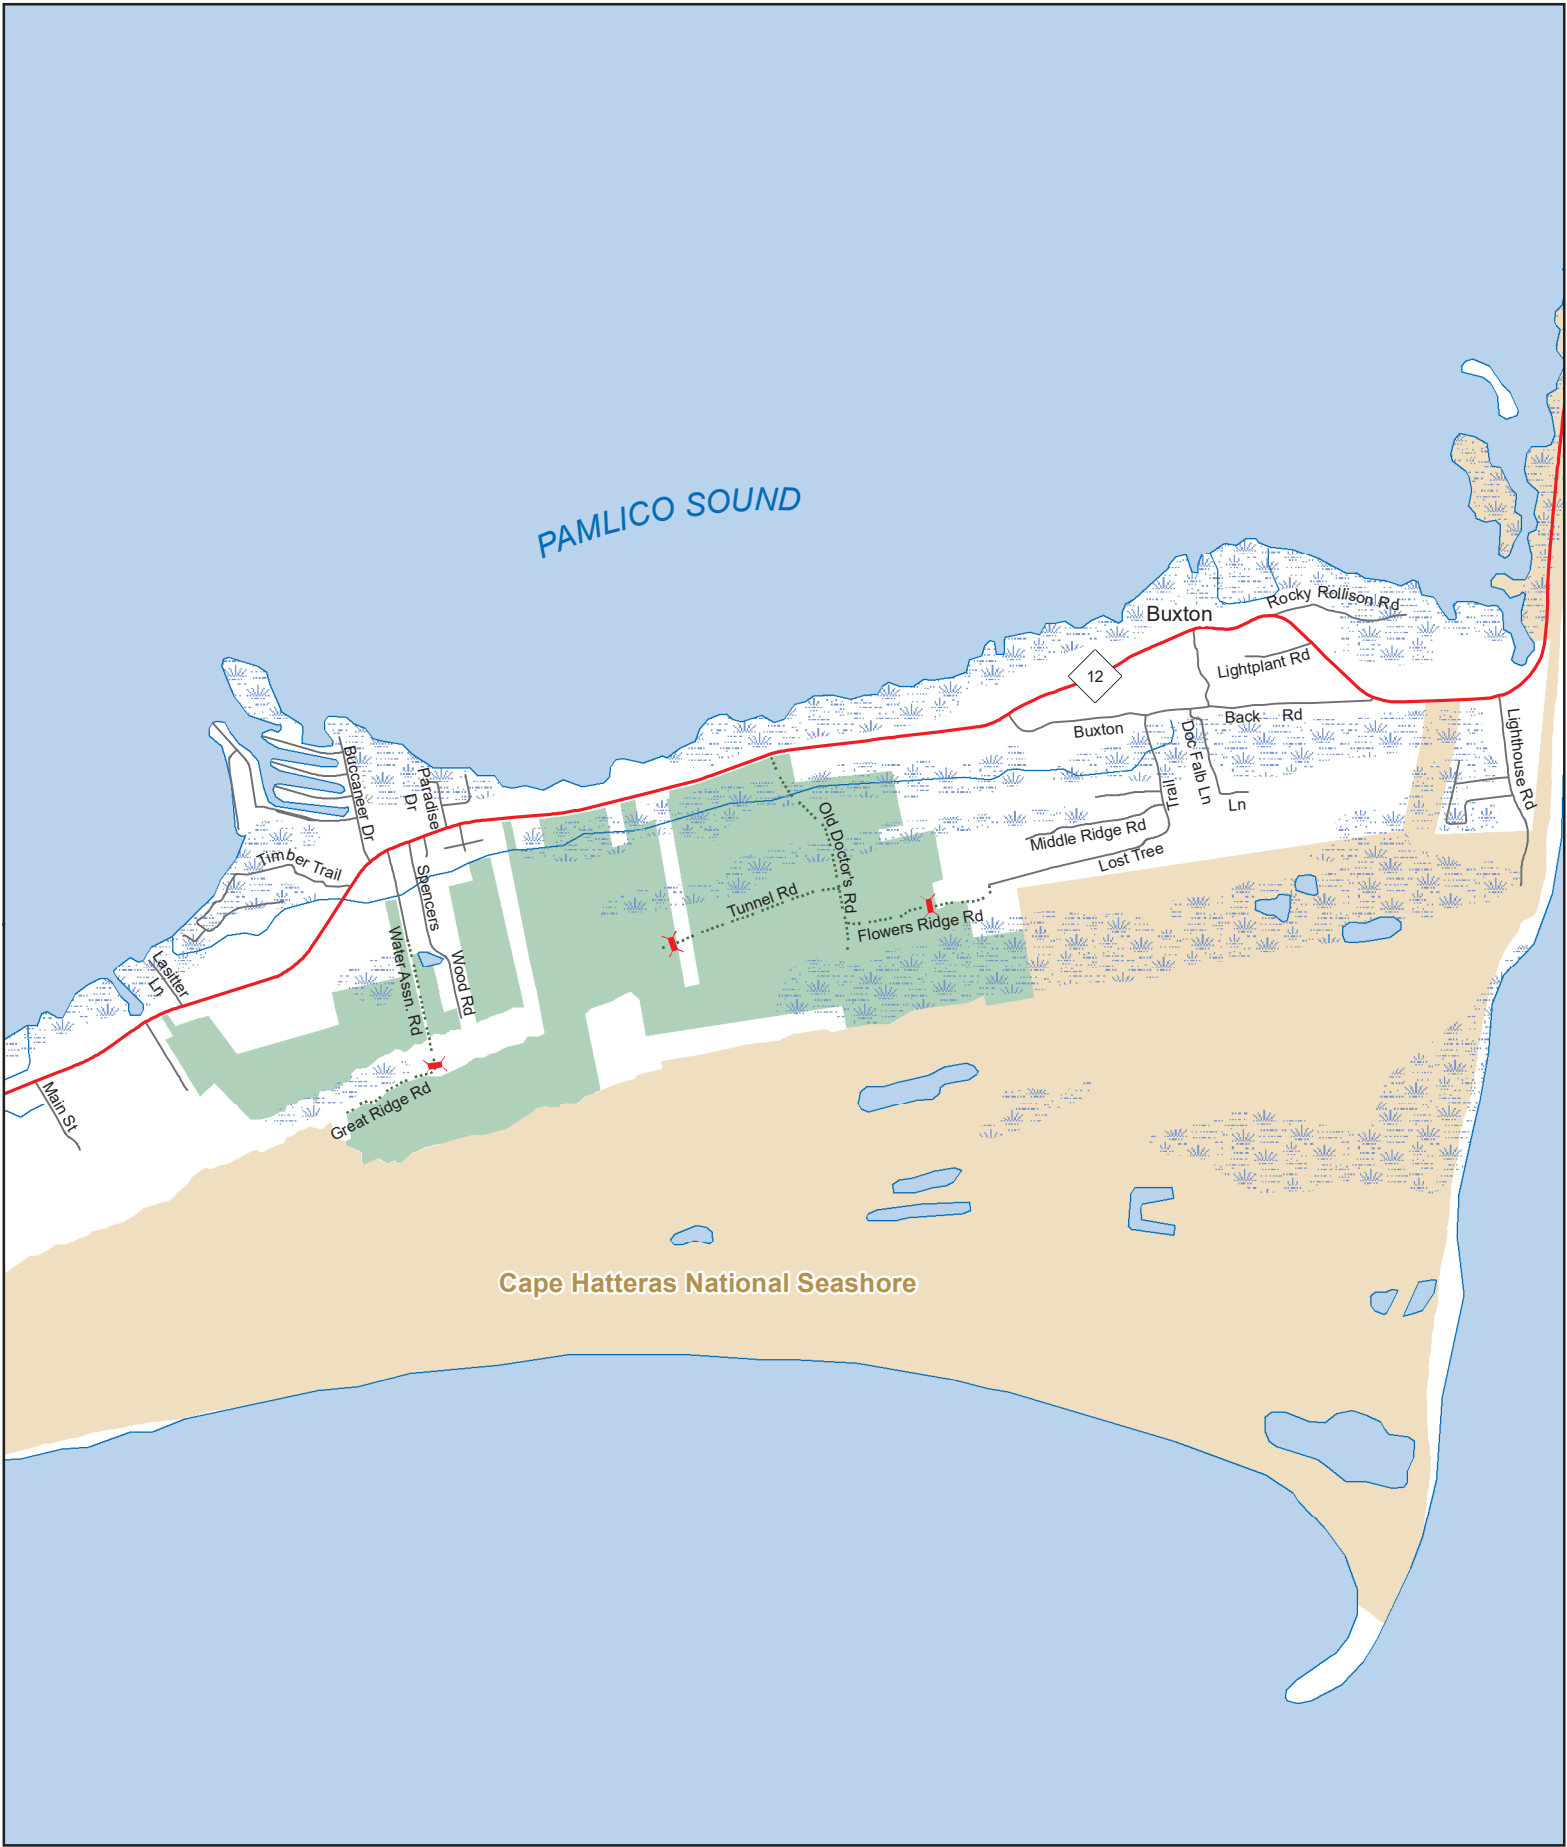 PAMLICO SOUND
Rocky Rollison Rd
Buxton
Lightplant Rd
12
Buxton
Back Rd
Lighthouse Rd
Doc Falb Ln
Ln
Trail
Buccaneer Dr
Paradise
Dr
Old Doctor's Rd
Middle Ridge Rd
Lost Tree
Timber Trail
Spencers
Tunnel Rd
Flowers Ridge Rd
Water Assn. Rd
Wood Rd
Lasitter
Ln
Main St
Great Ridge Rd
Cape Hatteras National Seashore